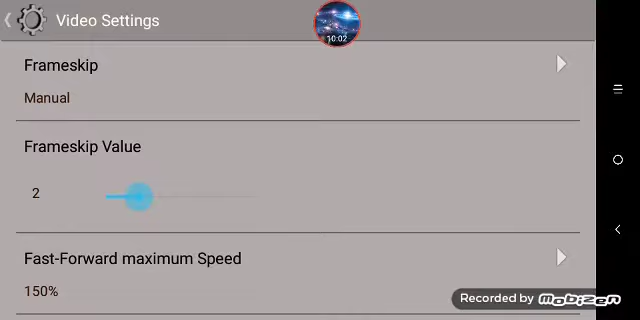 Video Settings
10:02
Frameskip
Manual
Frameskip Value
2
Fast-Forward maximum Speed
150%
Recorded by Mobizen